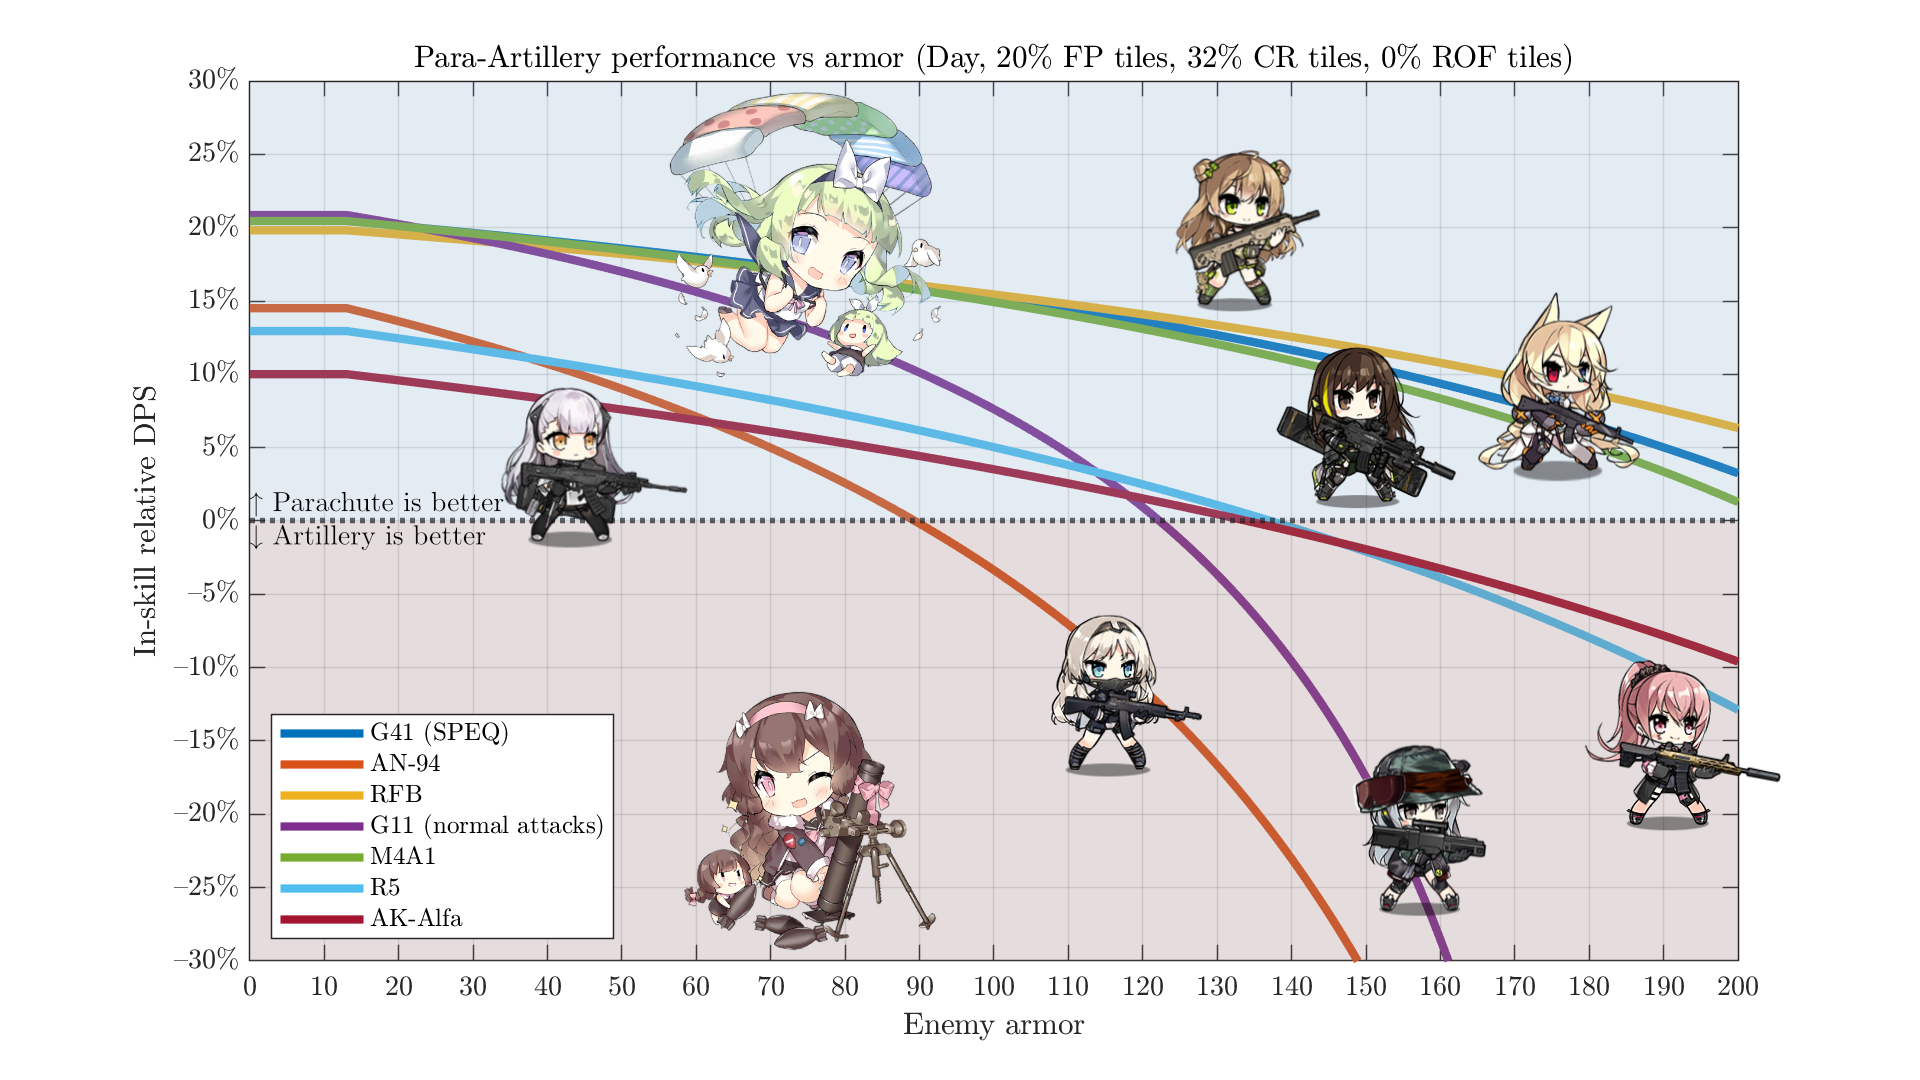 Para-Artillery performance vs armor (Day, 20% FP tiles, 32% CR tiles, 0% ROF tiles)
30%
25%
20%
15%
10%
5%
0%
–5%
–10%
–15%
–20%
–25%
–30%
In-skill relative DPS
↑ Parachute is better
↓ Artillery is better
G41 (SPEQ)
AN-94
RFB
G11 (normal attacks)
M4A1
R5
AK-Alfa
0 10 20 30 40 50 60 70 80 90 100 110 120 130 140 150 160 170 180 190 200
Enemy armor